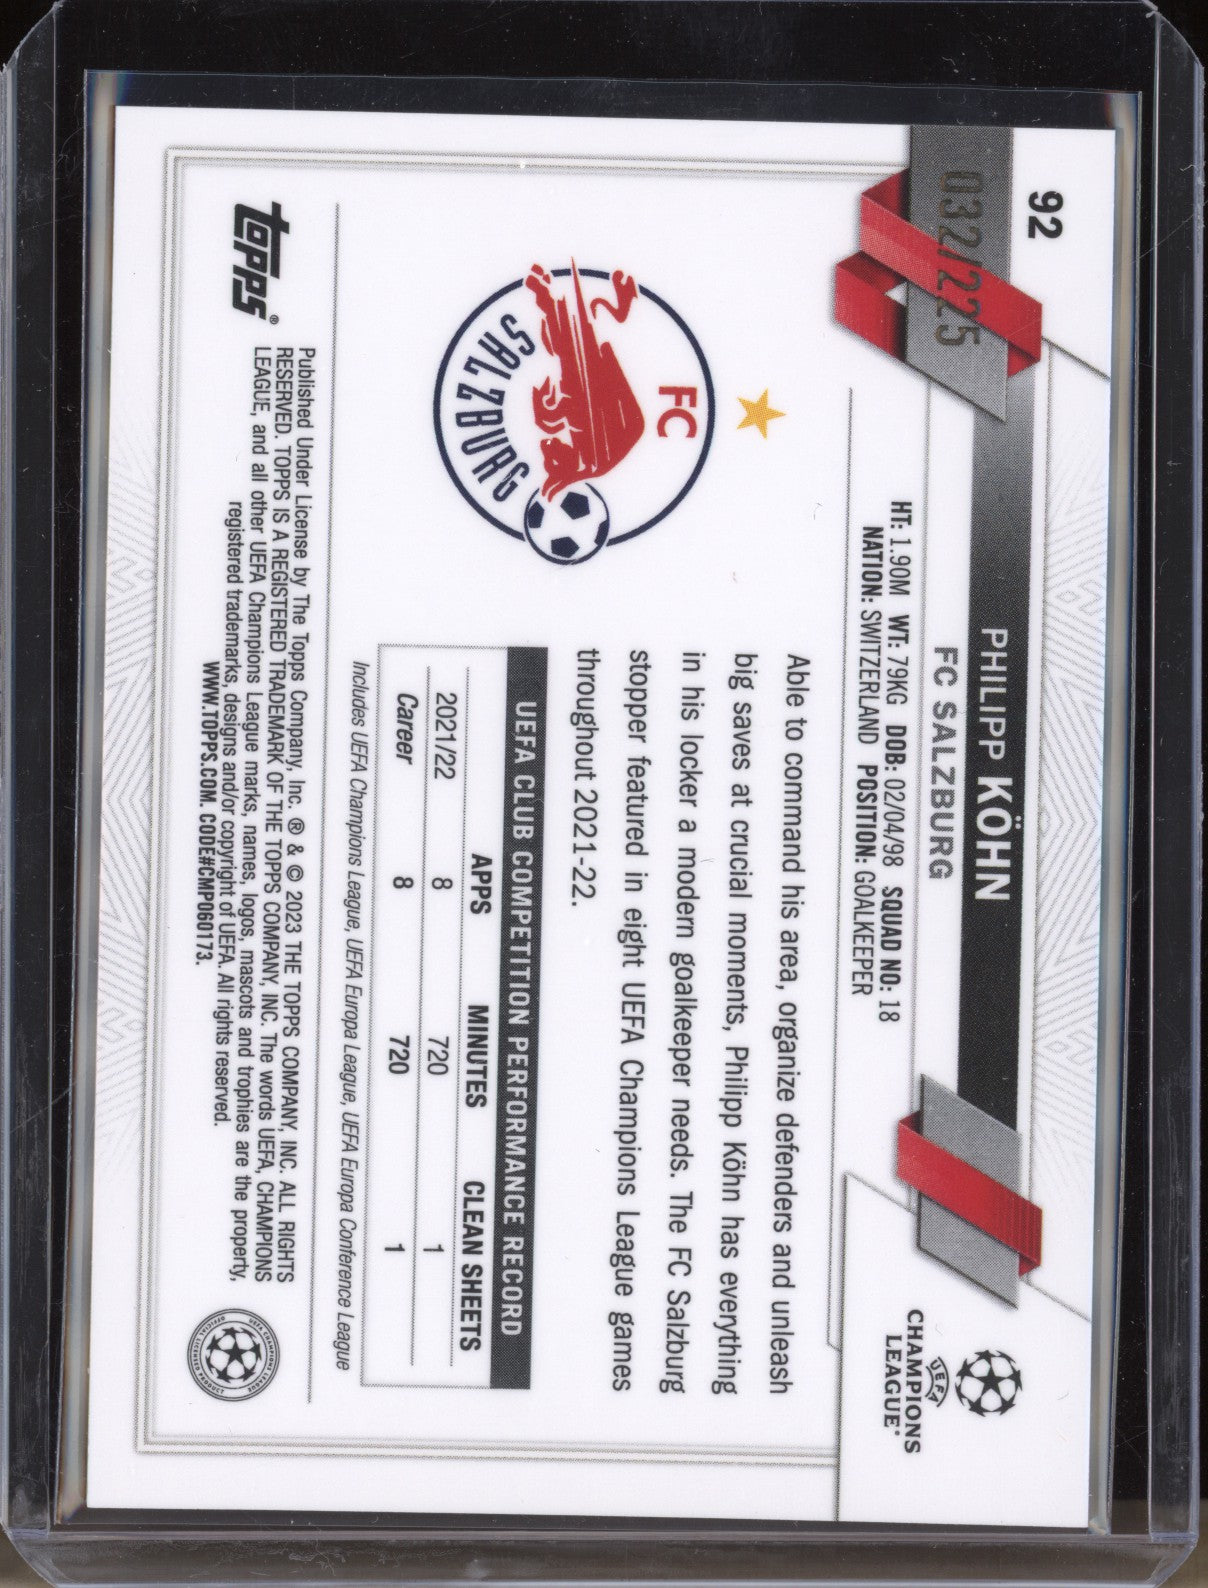 92
032/225
PHILIPP KÖHN
FC SALZBURG
HT: 1.90M WT: 79KG DOB: 02/04/98 SQUAD NO: 18
NATION: SWITZERLAND POSITION: GOALKEEPER
UEFA
CHAMPIONS
LEAGUE®
FC
SALZBURG
Able to command his area, organize defenders and unleash
big saves at crucial moments, Philipp Köhn has everything
in his locker a modern goalkeeper needs. The FC Salzburg
stopper featured in eight UEFA Champions League games
throughout 2021-22.
UEFA CLUB COMPETITION PERFORMANCE RECORD
APPS MINUTES CLEAN SHEETS
2021/22 8 720 1
Career 8 720 1
Includes UEFA Champions League, UEFA Europa League, UEFA Europa Conference League
topps®
Published Under License by The Topps Company, Inc. ® & © 2023 THE TOPPS COMPANY, INC. ALL RIGHTS
RESERVED. TOPPS IS A REGISTERED TRADEMARK OF THE TOPPS COMPANY, INC. The words UEFA, CHAMPIONS
LEAGUE, and all other UEFA Champions League marks, names, logos, mascots and trophies are the property,
registered trademarks, designs and/or copyright of UEFA. All rights reserved.
WWW.TOPPS.COM. CODE#CMP060173.
UEFA CHAMPIONS LEAGUE
OFFICIAL LICENSED PRODUCT